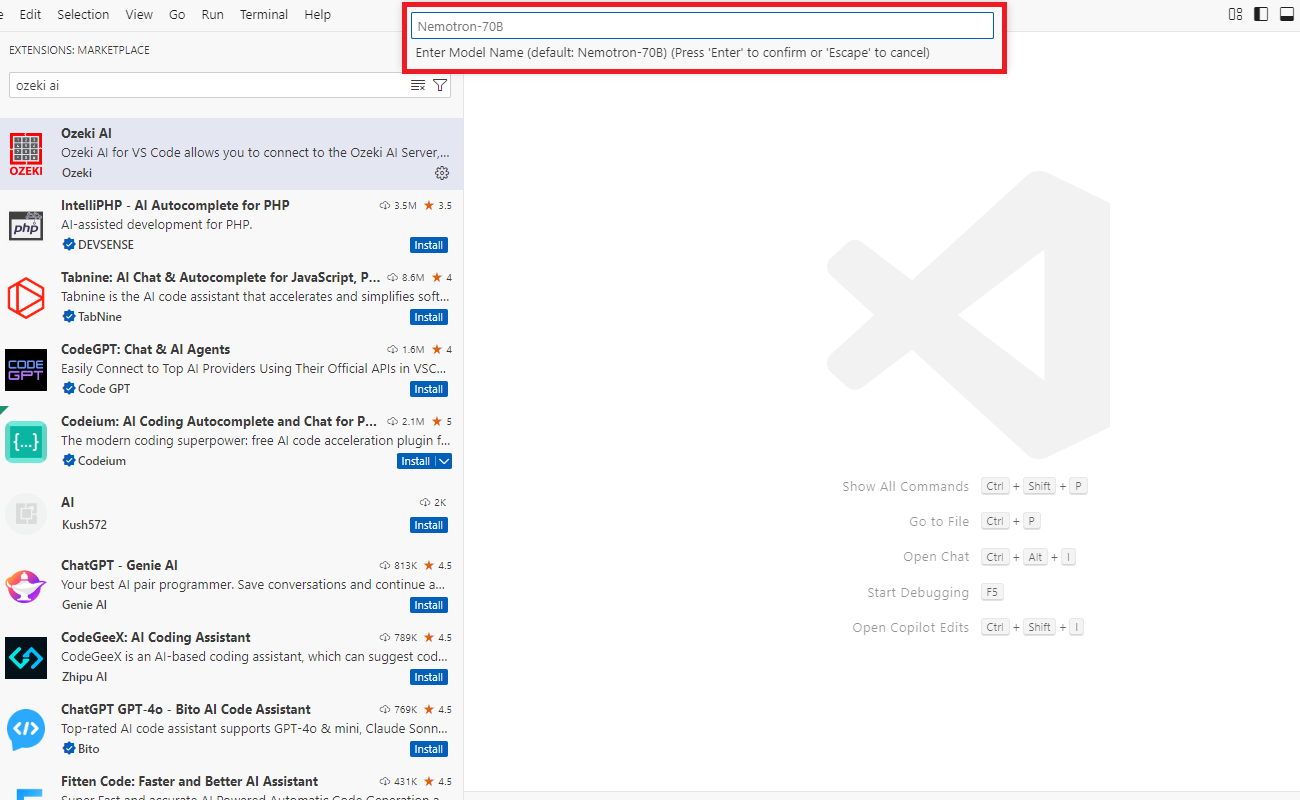 Edit Selection View Go Run Terminal Help
Nemotron-70B
Enter Model Name (default: Nemotron-70B) (Press 'Enter' to confirm or 'Escape' to cancel)
EXTENSIONS: MARKETPLACE
ozeki ai
OZEKI
Ozeki AI
Ozeki AI for VS Code allows you to connect to the Ozeki AI Server,...
Ozeki
php
IntelliPHP - AI Autocomplete for PHP 3.5M 3.5
AI-assisted development for PHP.
DEVSENSE Install
Tabnine: AI Chat & Autocomplete for JavaScript, P... 8.6M 4
Tabnine is the AI code assistant that accelerates and simplifies soft...
TabNine Install
CODE
GPT
CodeGPT: Chat & AI Agents 1.6M 4
Easily Connect to Top AI Providers Using Their Official APIs in VSC...
Code GPT Install
{...}
Codeium: AI Coding Autocomplete and Chat for P... 2.1M 5
The modern coding superpower: free AI code acceleration plugin f...
Codeium Install
AI 2K
Kush572 Install
ChatGPT - Genie AI 813K 4.5
Your best AI pair programmer. Save conversations and continue a...
Genie AI Install
CodeGeeX: AI Coding Assistant 789K 4.5
CodeGeeX is an AI-based coding assistant, which can suggest cod...
Zhipu AI Install
</>
ChatGPT GPT-4o - Bito AI Code Assistant 769K 4.5
Top-rated AI code assistant supports GPT-4o & mini, Claude Sonn...
Bito Install
Fitten Code: Faster and Better AI Assistant 431K 4.5
Super Fast and accurate AI Powered Automatic Code Generation a...
Show All Commands Ctrl + Shift + P
Go to File Ctrl + P
Open Chat Ctrl + Alt + I
Start Debugging F5
Open Copilot Edits Ctrl + Shift + I